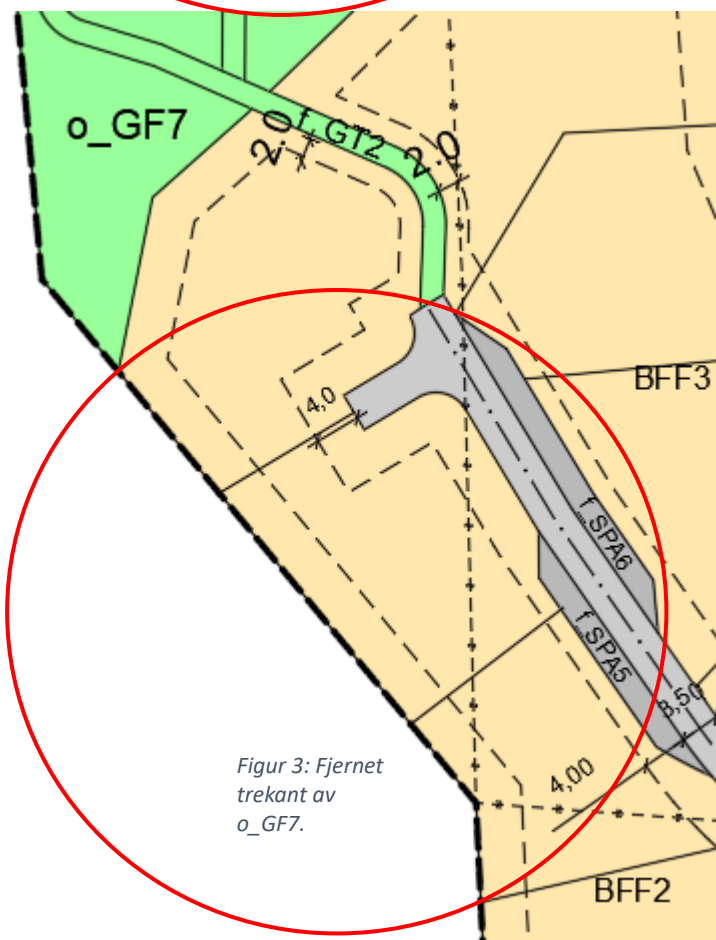 o_GF7
2.0
f_GT2
2.0
BFF3
4,0
f_SPA6
f_SPA5
3,50
Figur 3: Fjernet
trekant av
o_GF7.
4,00
BFF2